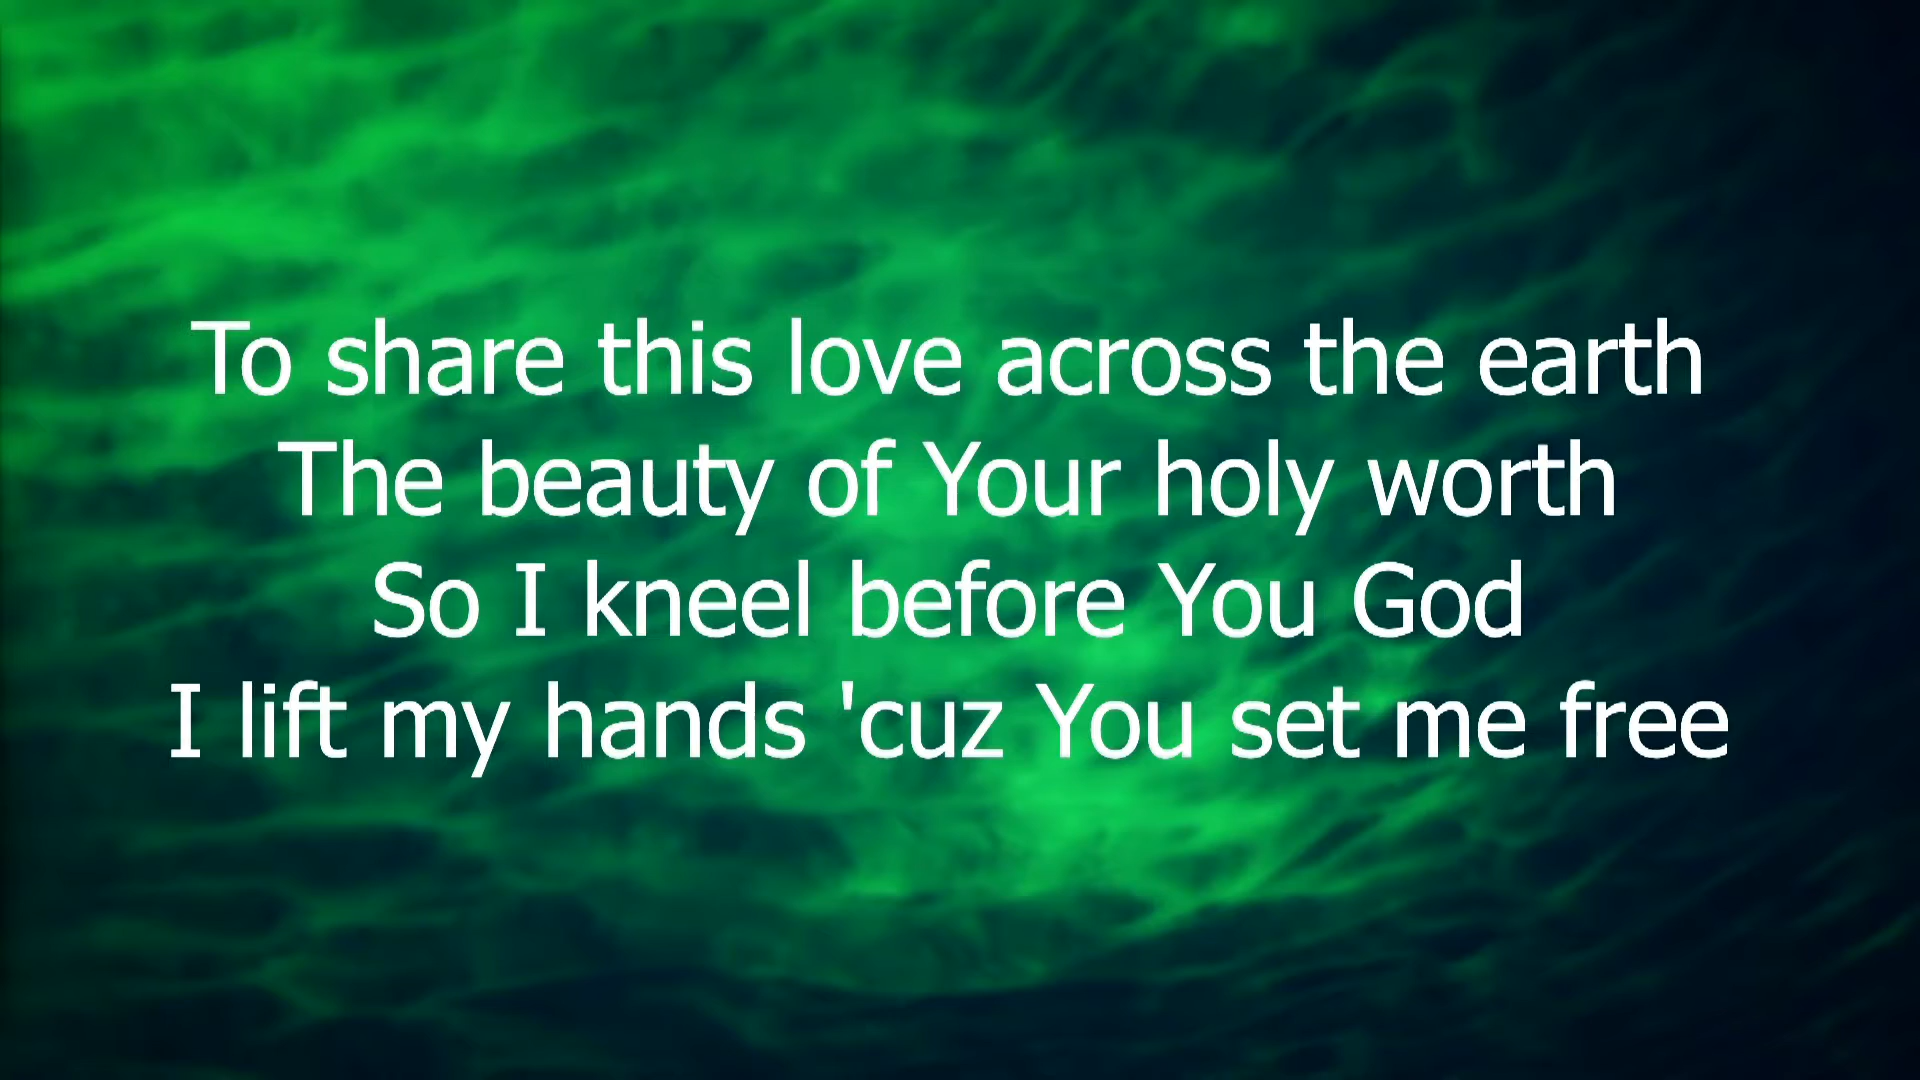 To share this love across the earth
The beauty of Your holy worth
So I kneel before You God
I lift my hands 'cuz You set me free